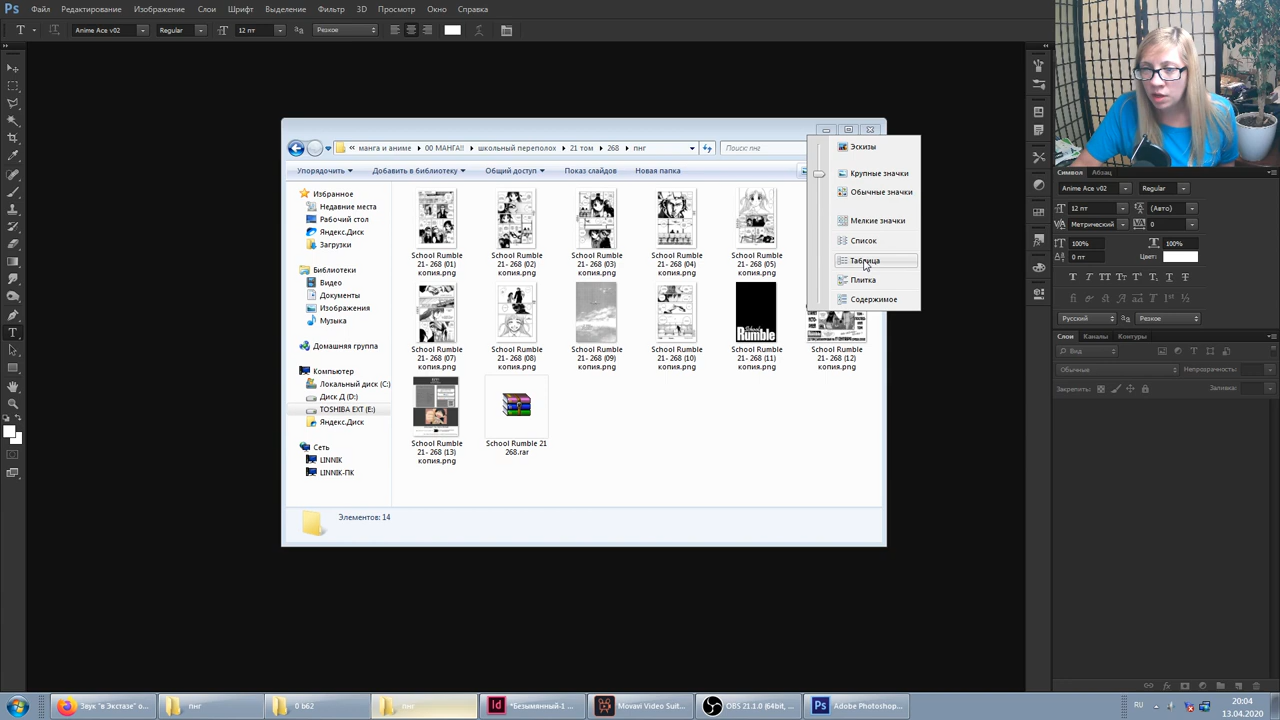 Ps Файл Редактирование Изображение Слои Шрифт Выделение Фильтр 3D Просмотр Окно Справка
Anime Ace v02 Regular 12 пт Резкое
манга и аниме 00 МАНГА!! школьный переполох 21 том 268 пнг Поиск: пнг
Упорядочить Добавить в библиотеку Общий доступ Показ слайдов Новая папка
Избранное
Недавние места
Рабочий стол
Яндекс.Диск
Загрузки
Библиотеки
Видео
Документы
Изображения
Музыка
Домашняя группа
Компьютер
Локальный диск (C:)
Диск Д (D:)
TOSHIBA EXT (E:)
Яндекс.Диск
Сеть
LINNIK
LINNIK-ПК
School Rumble 21- 268 (01) копия.png
School Rumble 21- 268 (02) копия.png
School Rumble 21- 268 (03) копия.png
School Rumble 21- 268 (04) копия.png
School Rumble 21- 268 (05) копия.png
School Rumble 21- 268 (07) копия.png
School Rumble 21- 268 (08) копия.png
School Rumble 21- 268 (09) копия.png
School Rumble 21- 268 (10) копия.png
School Rumble 21- 268 (11) копия.png
School Rumble 21- 268 (12) копия.png
School Rumble 21- 268 (13) копия.png
School Rumble 21 268.rar
School
Rumble
Элементов: 14
Эскизы
Крупные значки
Обычные значки
Мелкие значки
Список
Таблица
Плитка
Содержимое
Символ Абзац
Anime Ace v02 Regular
12 пт (Авто)
Метрический 0
100% 100%
0 пт Цвет:
Русский Резкое
Слои Каналы Контуры
Вид
Обычные Непрозрачность:
Закрепить: Заливка:
Звук "в Экстазе" о...
пнг
0 b62
пнг
*Безымянный-1 ...
Movavi Video Suit...
OBS 21.1.0 (64-bit, ...
Adobe Photoshop...
RU
20:04
13.04.2020